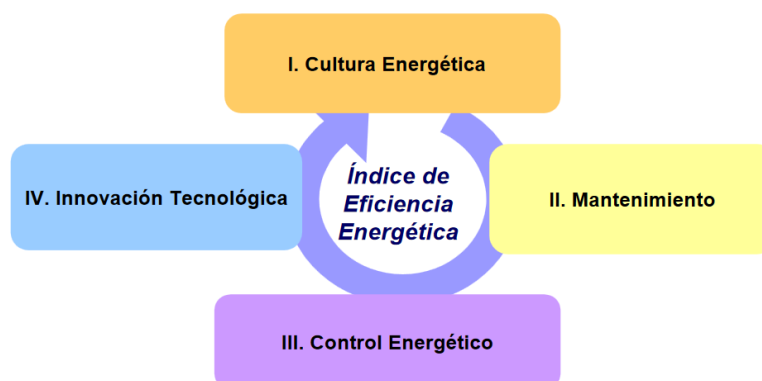 I. Cultura Energética
IV. Innovación Tecnológica
Índice de
Eficiencia
Energética
II. Mantenimiento
III. Control Energético